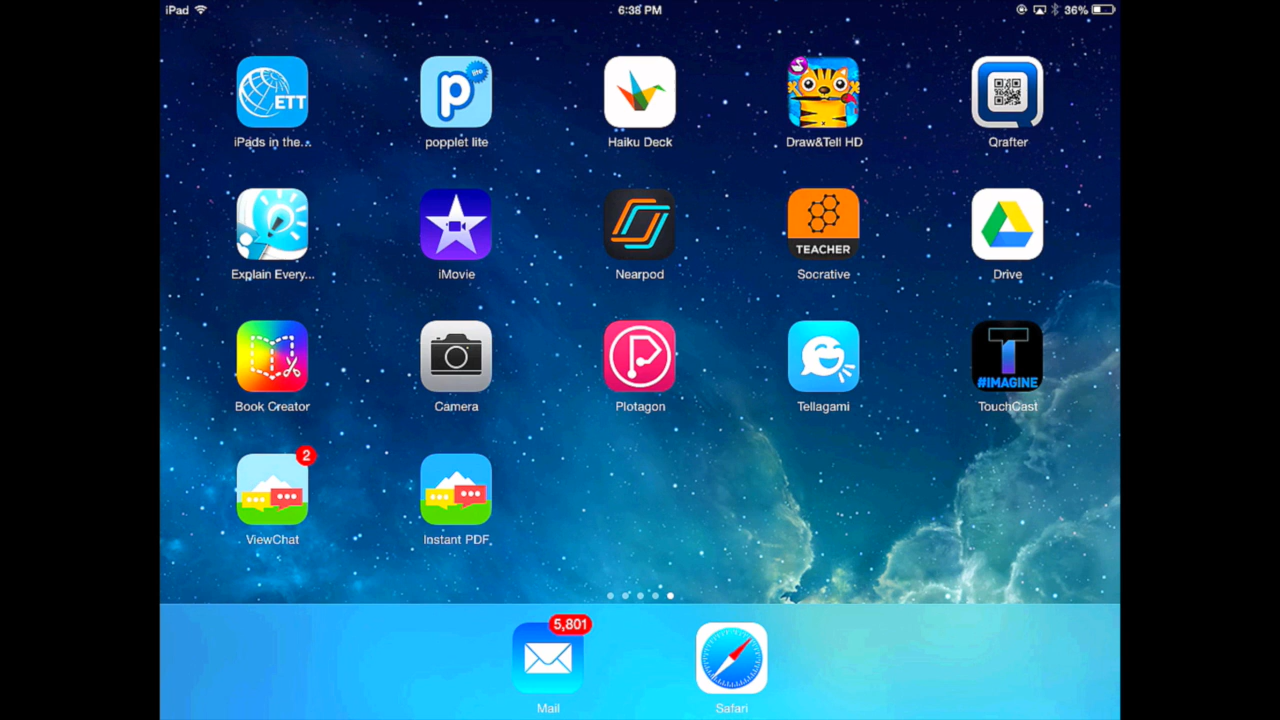 iPad 6:38 PM 36%
ETT p lite
iPads in the... popplet lite Haiku Deck Draw&Tell HD Qrafter
TEACHER
Explain Every... iMovie Nearpod Socrative Drive
#IMAGINE
Book Creator Camera Plotagon Tellagami TouchCast
2
ViewChat Instant PDF
5,801
Mail Safari